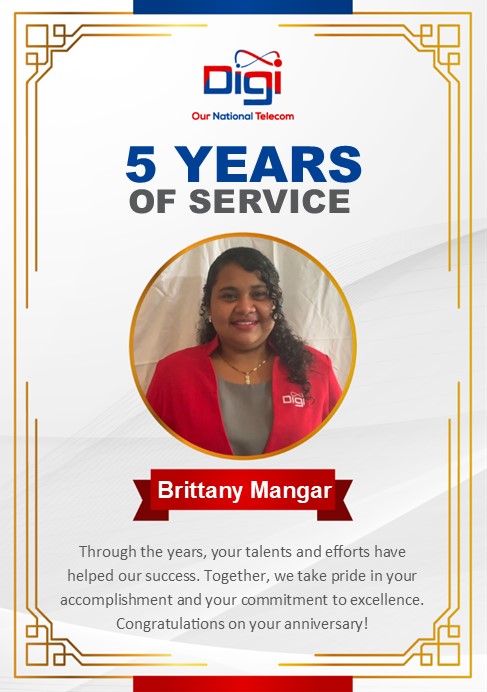 Digi
Our National Telecom
5 YEARS
OF SERVICE
Digi
Brittany Mangar
Through the years, your talents and efforts have
helped our success. Together, we take pride in your
accomplishment and your commitment to excellence.
Congratulations on your anniversary!